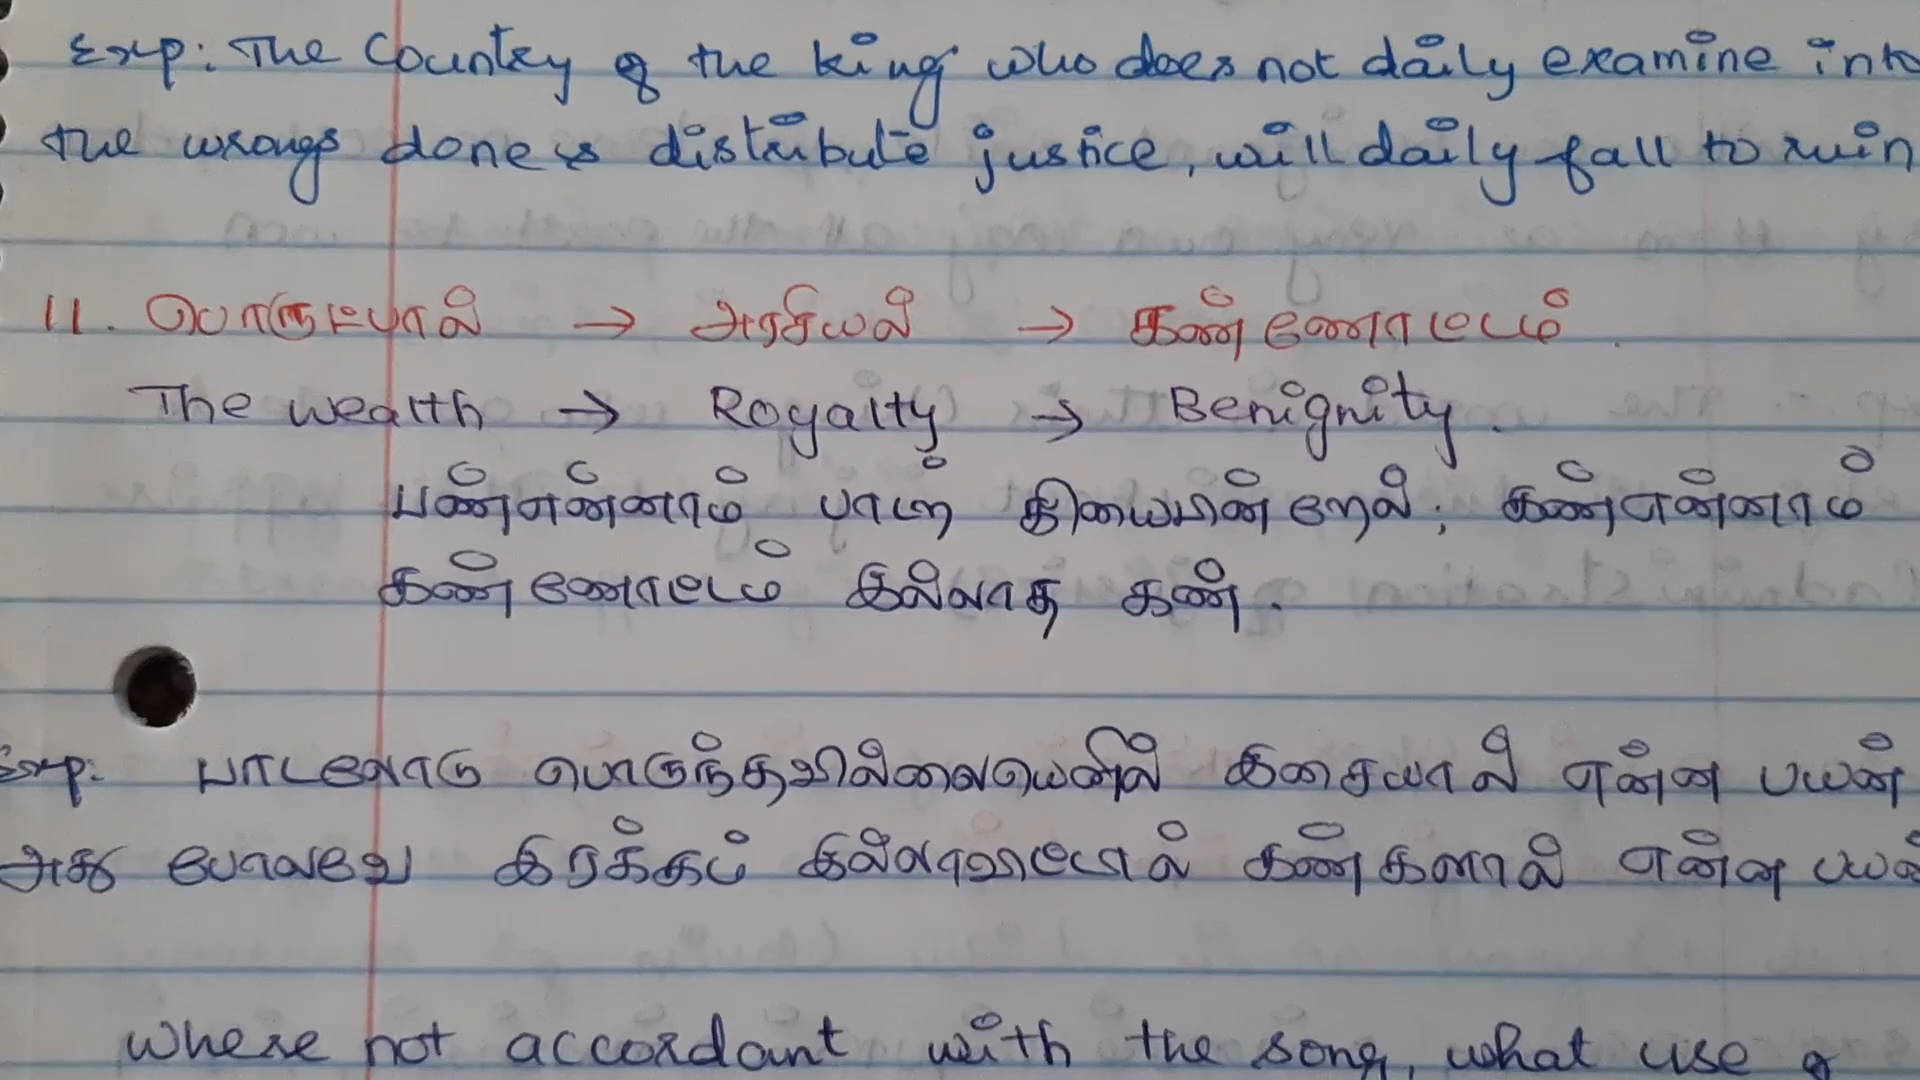 Exp: The Country of the king who does not daily examine into
the wrongs done & distribute justice, will daily fall to ruin
11. பொருட்பால் → அரசியல் → கண்ணோட்டம்.
The wealth → Royalty → Benignity.
பண்என்னாம் பாடற் கியையின்றேல்; கண்என்னாம்
கண்ணோட்டம் இல்லாத கண்.
Exp: பாடலோடு பொருந்தவில்லையெனில் இசையால் என்ன பயன்
அது போலவே இரக்கம் இல்லாவிட்டால் கண்களால் என்ன பயன்
where not accordant with the song, what use of